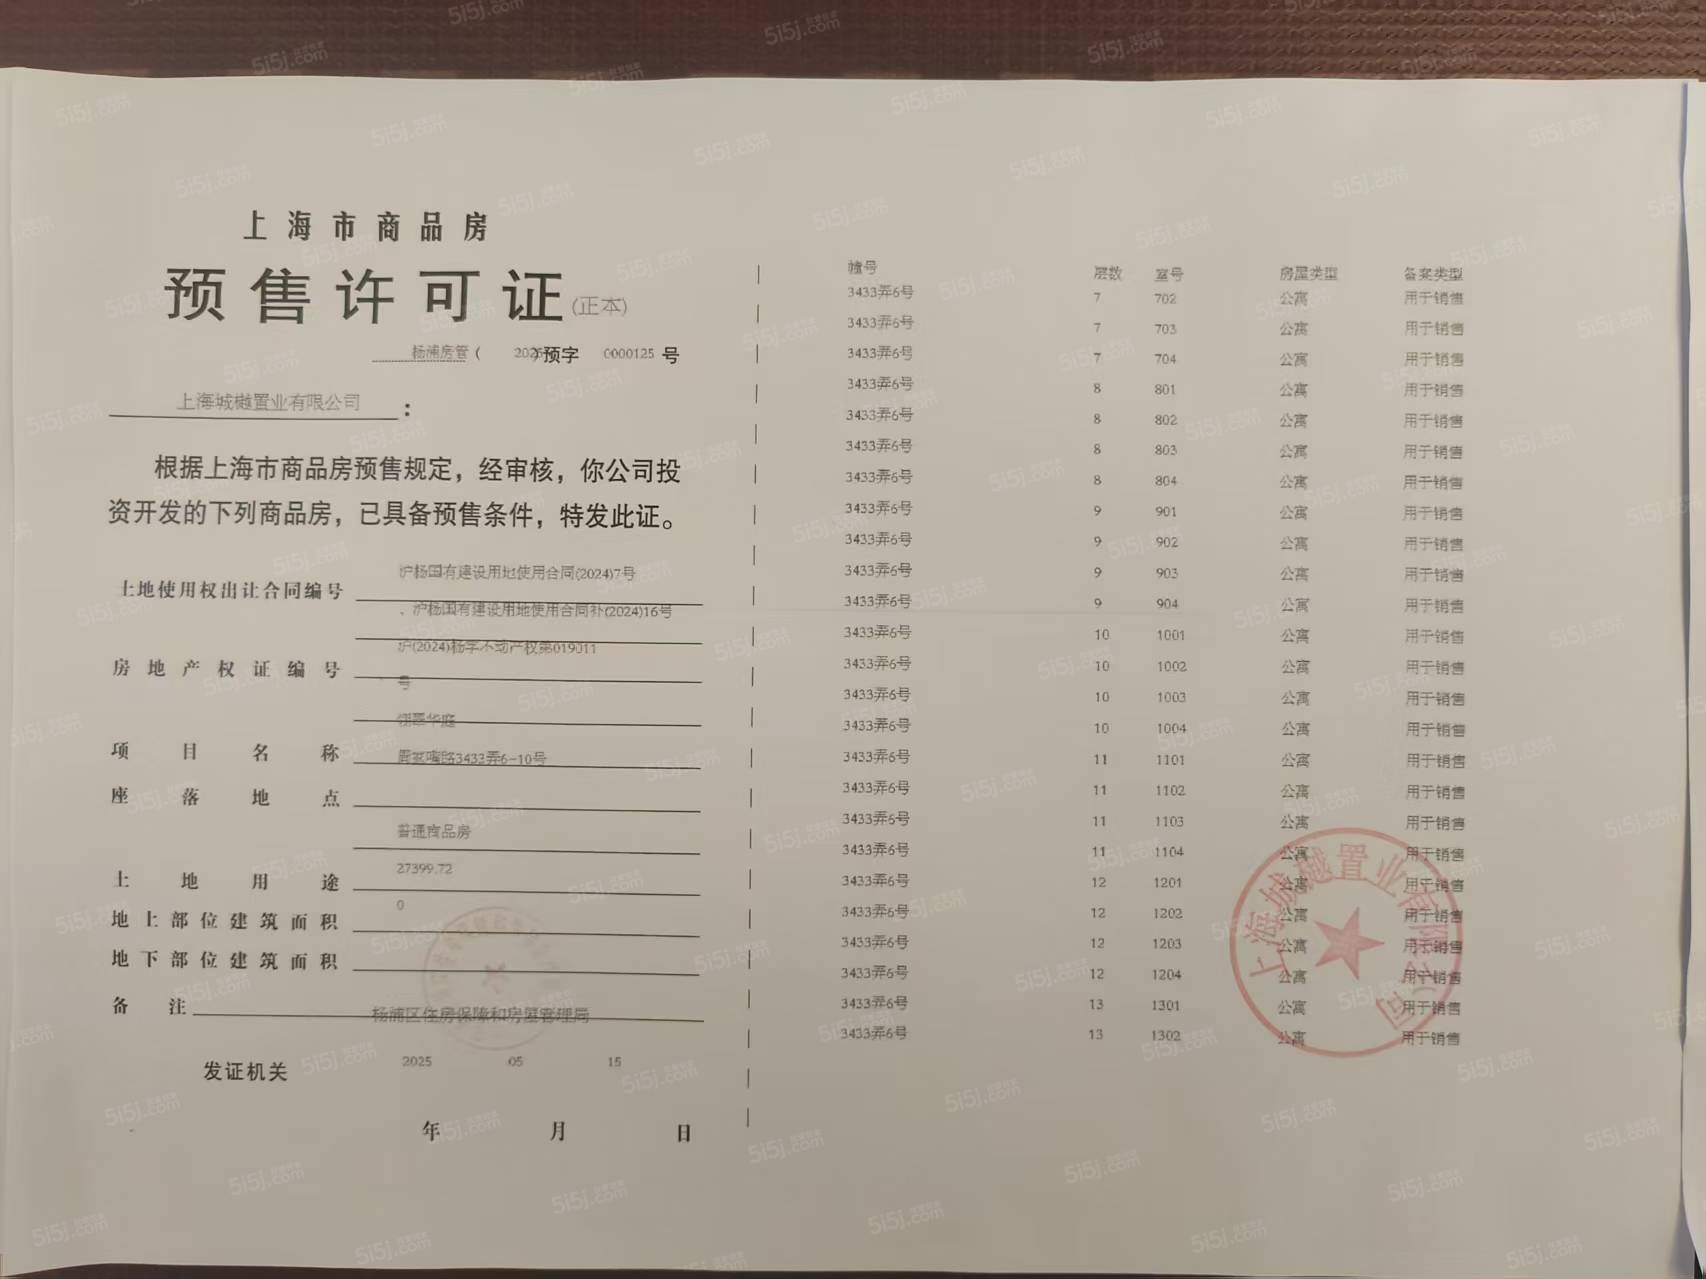 上海市商品房
预售许可证(正本)
杨浦房管(2025)预字0000125号
上海城樾置业有限公司:
根据上海市商品房预售规定，经审核，你公司投
资开发的下列商品房，已具备预售条件，特发此证。
沪杨国有建设用地使用合同(2024)7号
土地使用权出让合同编号
、沪杨国有建设用地使用合同补(2024)16号
沪(2024)杨字不动产权第019011
房地产权证编号
号
华庭
项目名称
周家嘴路3433弄6-10号
座落地点
普通商品房
27399.72
土地用途
0
地上部位建筑面积
地下部位建筑面积
备注
杨浦区住房保障和房屋管理局
发证机关
2025 05 15
年 月 日
幢号 层数 室号 房屋类型 备案类型
3433弄6号 7 702 公寓 用于销售
3433弄6号 7 703 公寓 用于销售
3433弄6号 7 704 公寓 用于销售
3433弄6号 8 801 公寓 用于销售
3433弄6号 8 802 公寓 用于销售
3433弄6号 8 803 公寓 用于销售
3433弄6号 8 804 公寓 用于销售
3433弄6号 9 901 公寓 用于销售
3433弄6号 9 902 公寓 用于销售
3433弄6号 9 903 公寓 用于销售
3433弄6号 9 904 公寓 用于销售
3433弄6号 10 1001 公寓 用于销售
3433弄6号 10 1002 公寓 用于销售
3433弄6号 10 1003 公寓 用于销售
3433弄6号 10 1004 公寓 用于销售
3433弄6号 11 1101 公寓 用于销售
3433弄6号 11 1102 公寓 用于销售
3433弄6号 11 1103 公寓 用于销售
3433弄6号 11 1104 公寓 用于销售
3433弄6号 12 1201 公寓 用于销售
3433弄6号 12 1202 公寓 用于销售
3433弄6号 12 1203 公寓 用于销售
3433弄6号 12 1204 公寓 用于销售
3433弄6号 13 1301 公寓 用于销售
3433弄6号 13 1302 公寓 用于销售
上海城樾置业有限公司
5i5j.com